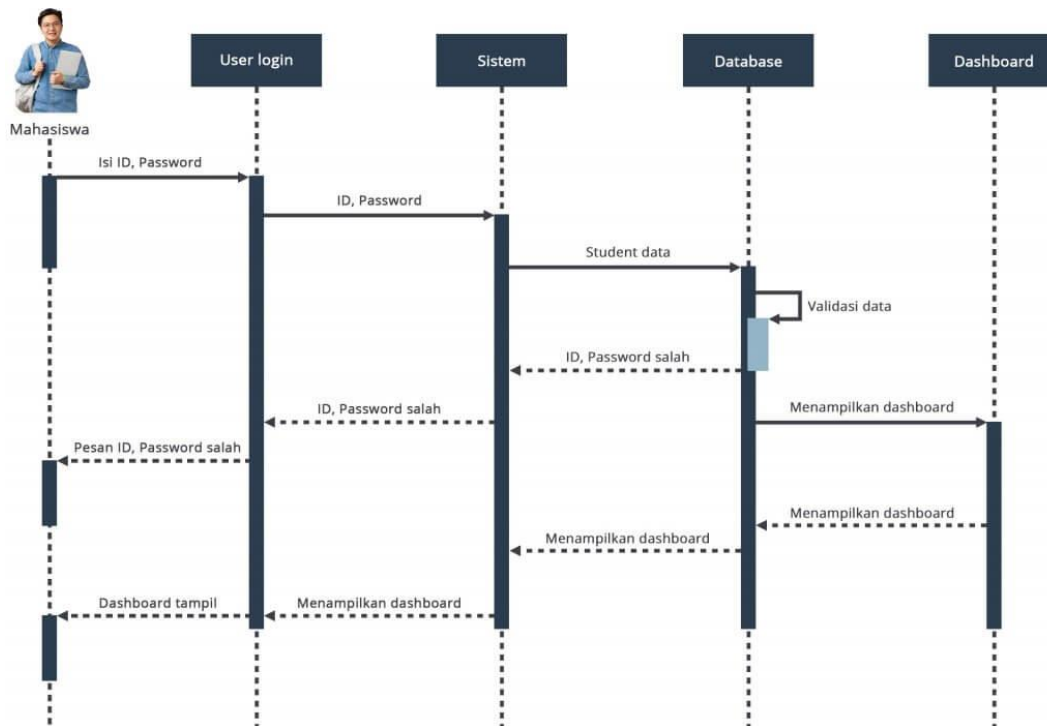 User login
Sistem
Database
Dashboard
Mahasiswa
Isi ID, Password
ID, Password
Student data
Validasi data
ID, Password salah
ID, Password salah
Menampilkan dashboard
Pesan ID, Password salah
Menampilkan dashboard
Menampilkan dashboard
Dashboard tampil
Menampilkan dashboard